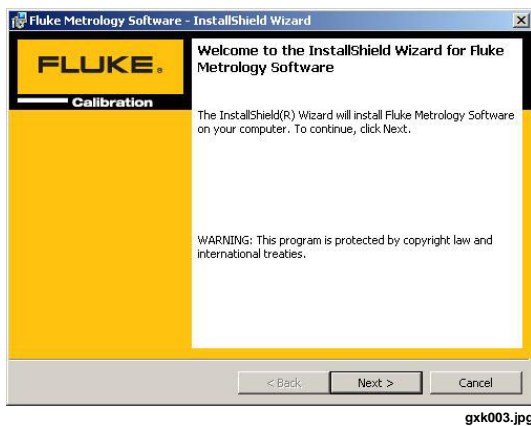 Fluke Metrology Software - InstallShield Wizard
FLUKE®
Calibration
Welcome to the InstallShield Wizard for Fluke
Metrology Software
The InstallShield(R) Wizard will install Fluke Metrology Software
on your computer. To continue, click Next.
WARNING: This program is protected by copyright law and
international treaties.
< Back
Next >
Cancel
gxk003.jpg